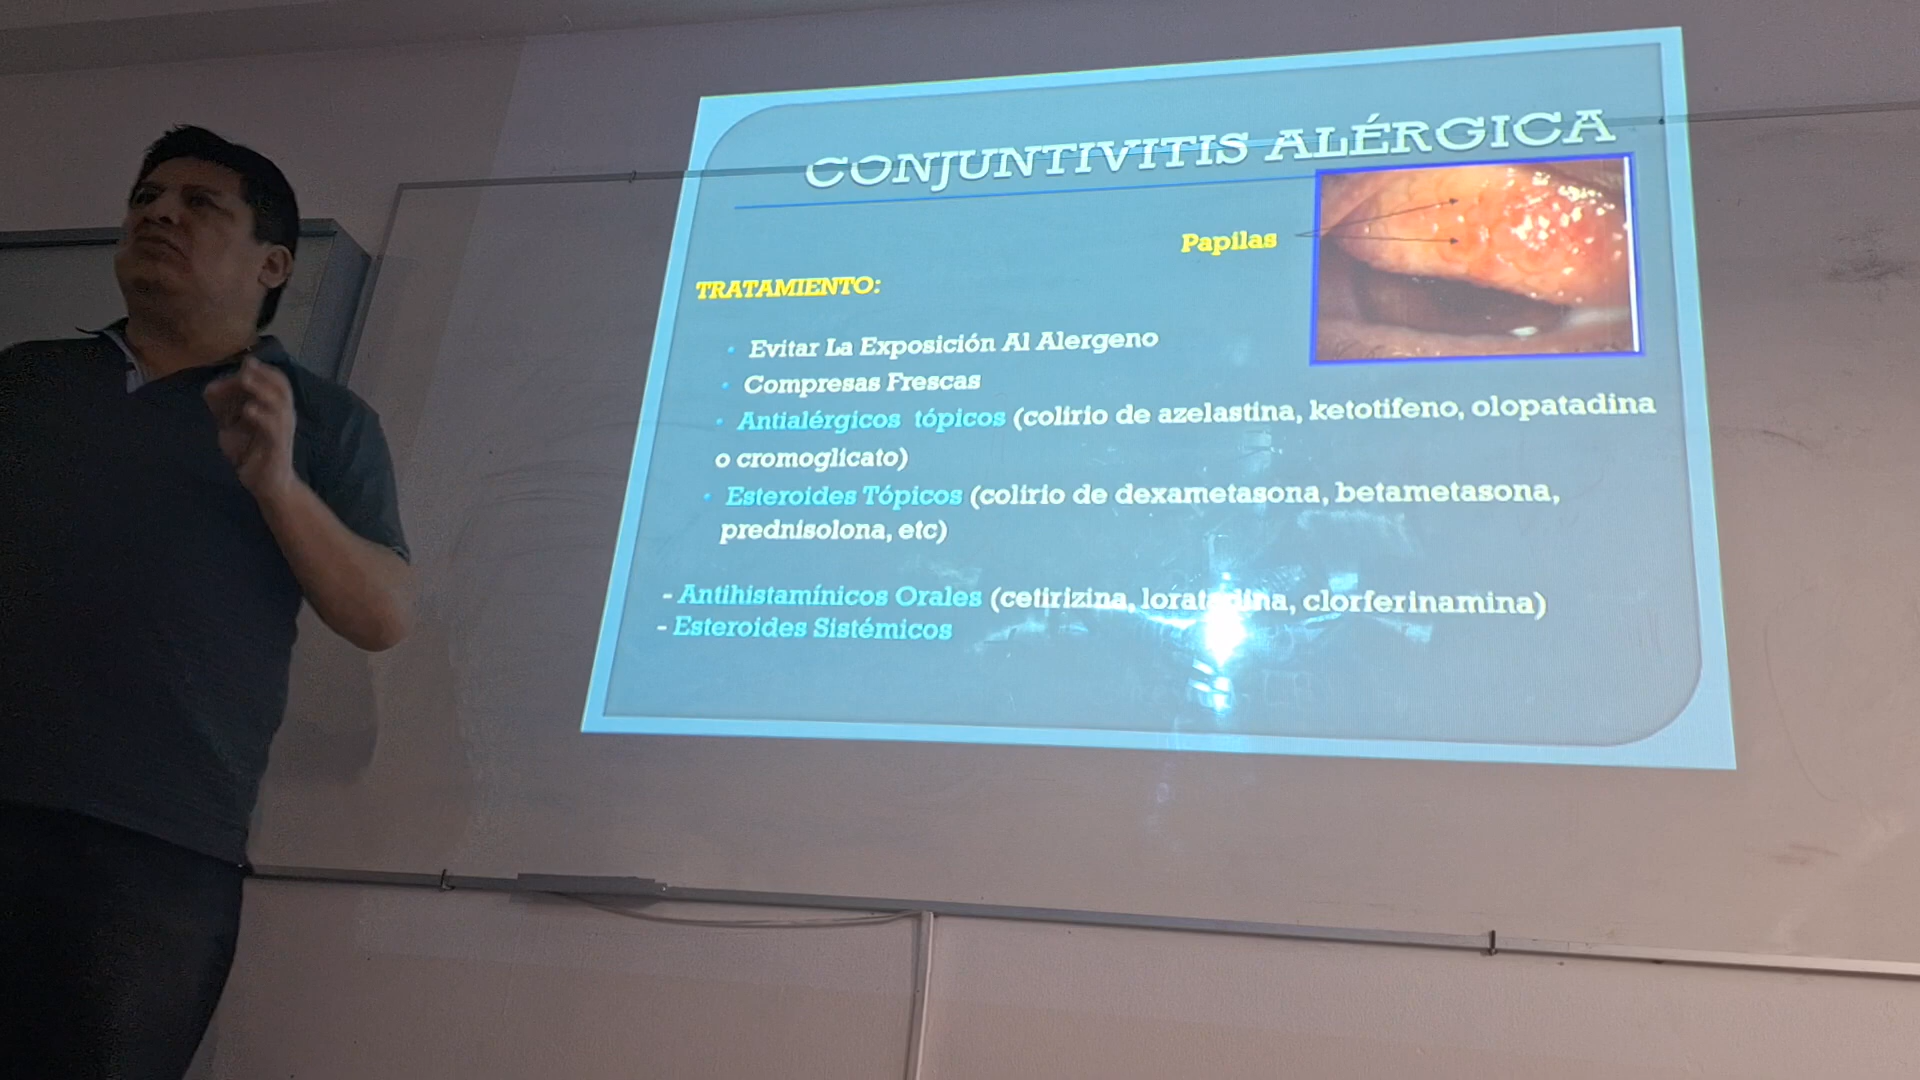 CONJUNTIVITIS ALÉRGICA
Papilas
TRATAMIENTO:
• Evitar La Exposición Al Alergeno
• Compresas Frescas
• Antialérgicos tópicos (colirio de azelastina, ketotifeno, olopatadina
o cromoglicato)
• Esteroides Tópicos (colirio de dexametasona, betametasona,
prednisolona, etc)
- Antihistamínicos Orales (cetirizina, loratadina, clorferinamina)
- Esteroides Sistémicos